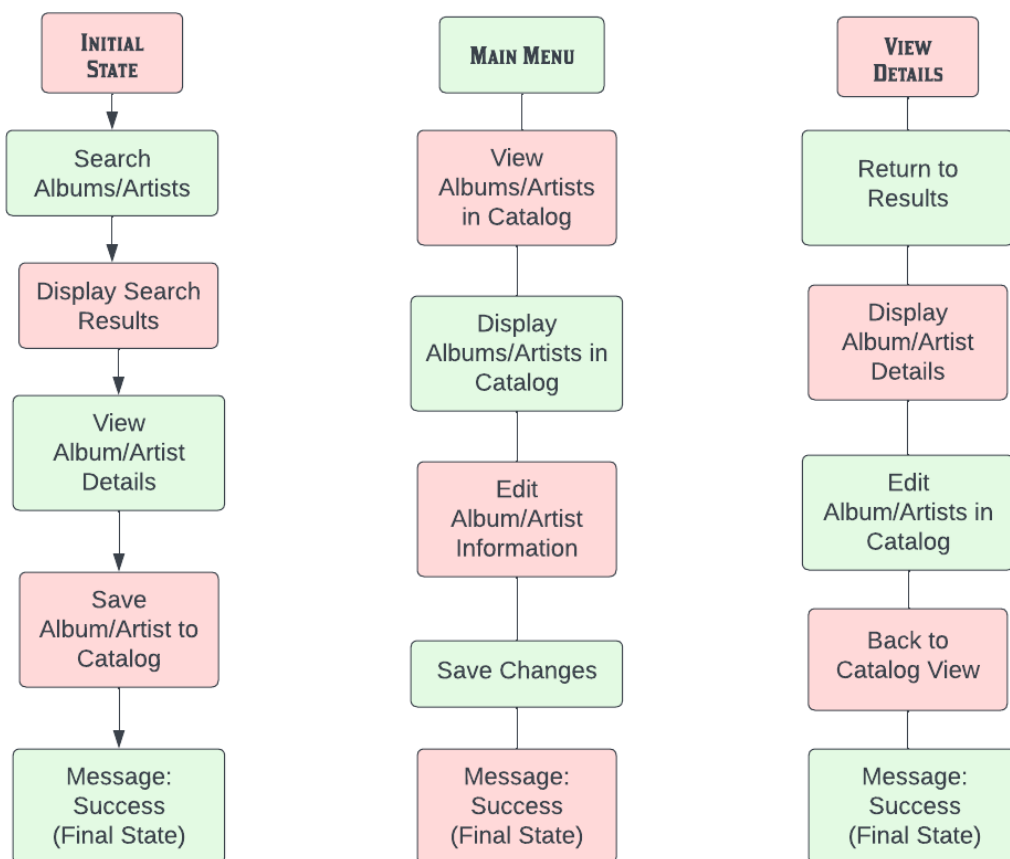 INITIAL
STATE
Search
Albums/Artists
Display Search
Results
View
Album/Artist
Details
Save
Album/Artist to
Catalog
Message:
Success
(Final State)
MAIN MENU
View
Albums/Artists
in Catalog
Display
Albums/Artists in
Catalog
Edit
Album/Artist
Information
Save Changes
Message:
Success
(Final State)
VIEW
DETAILS
Return to
Results
Display
Album/Artist
Details
Edit
Album/Artists in
Catalog
Back to
Catalog View
Message:
Success
(Final State)